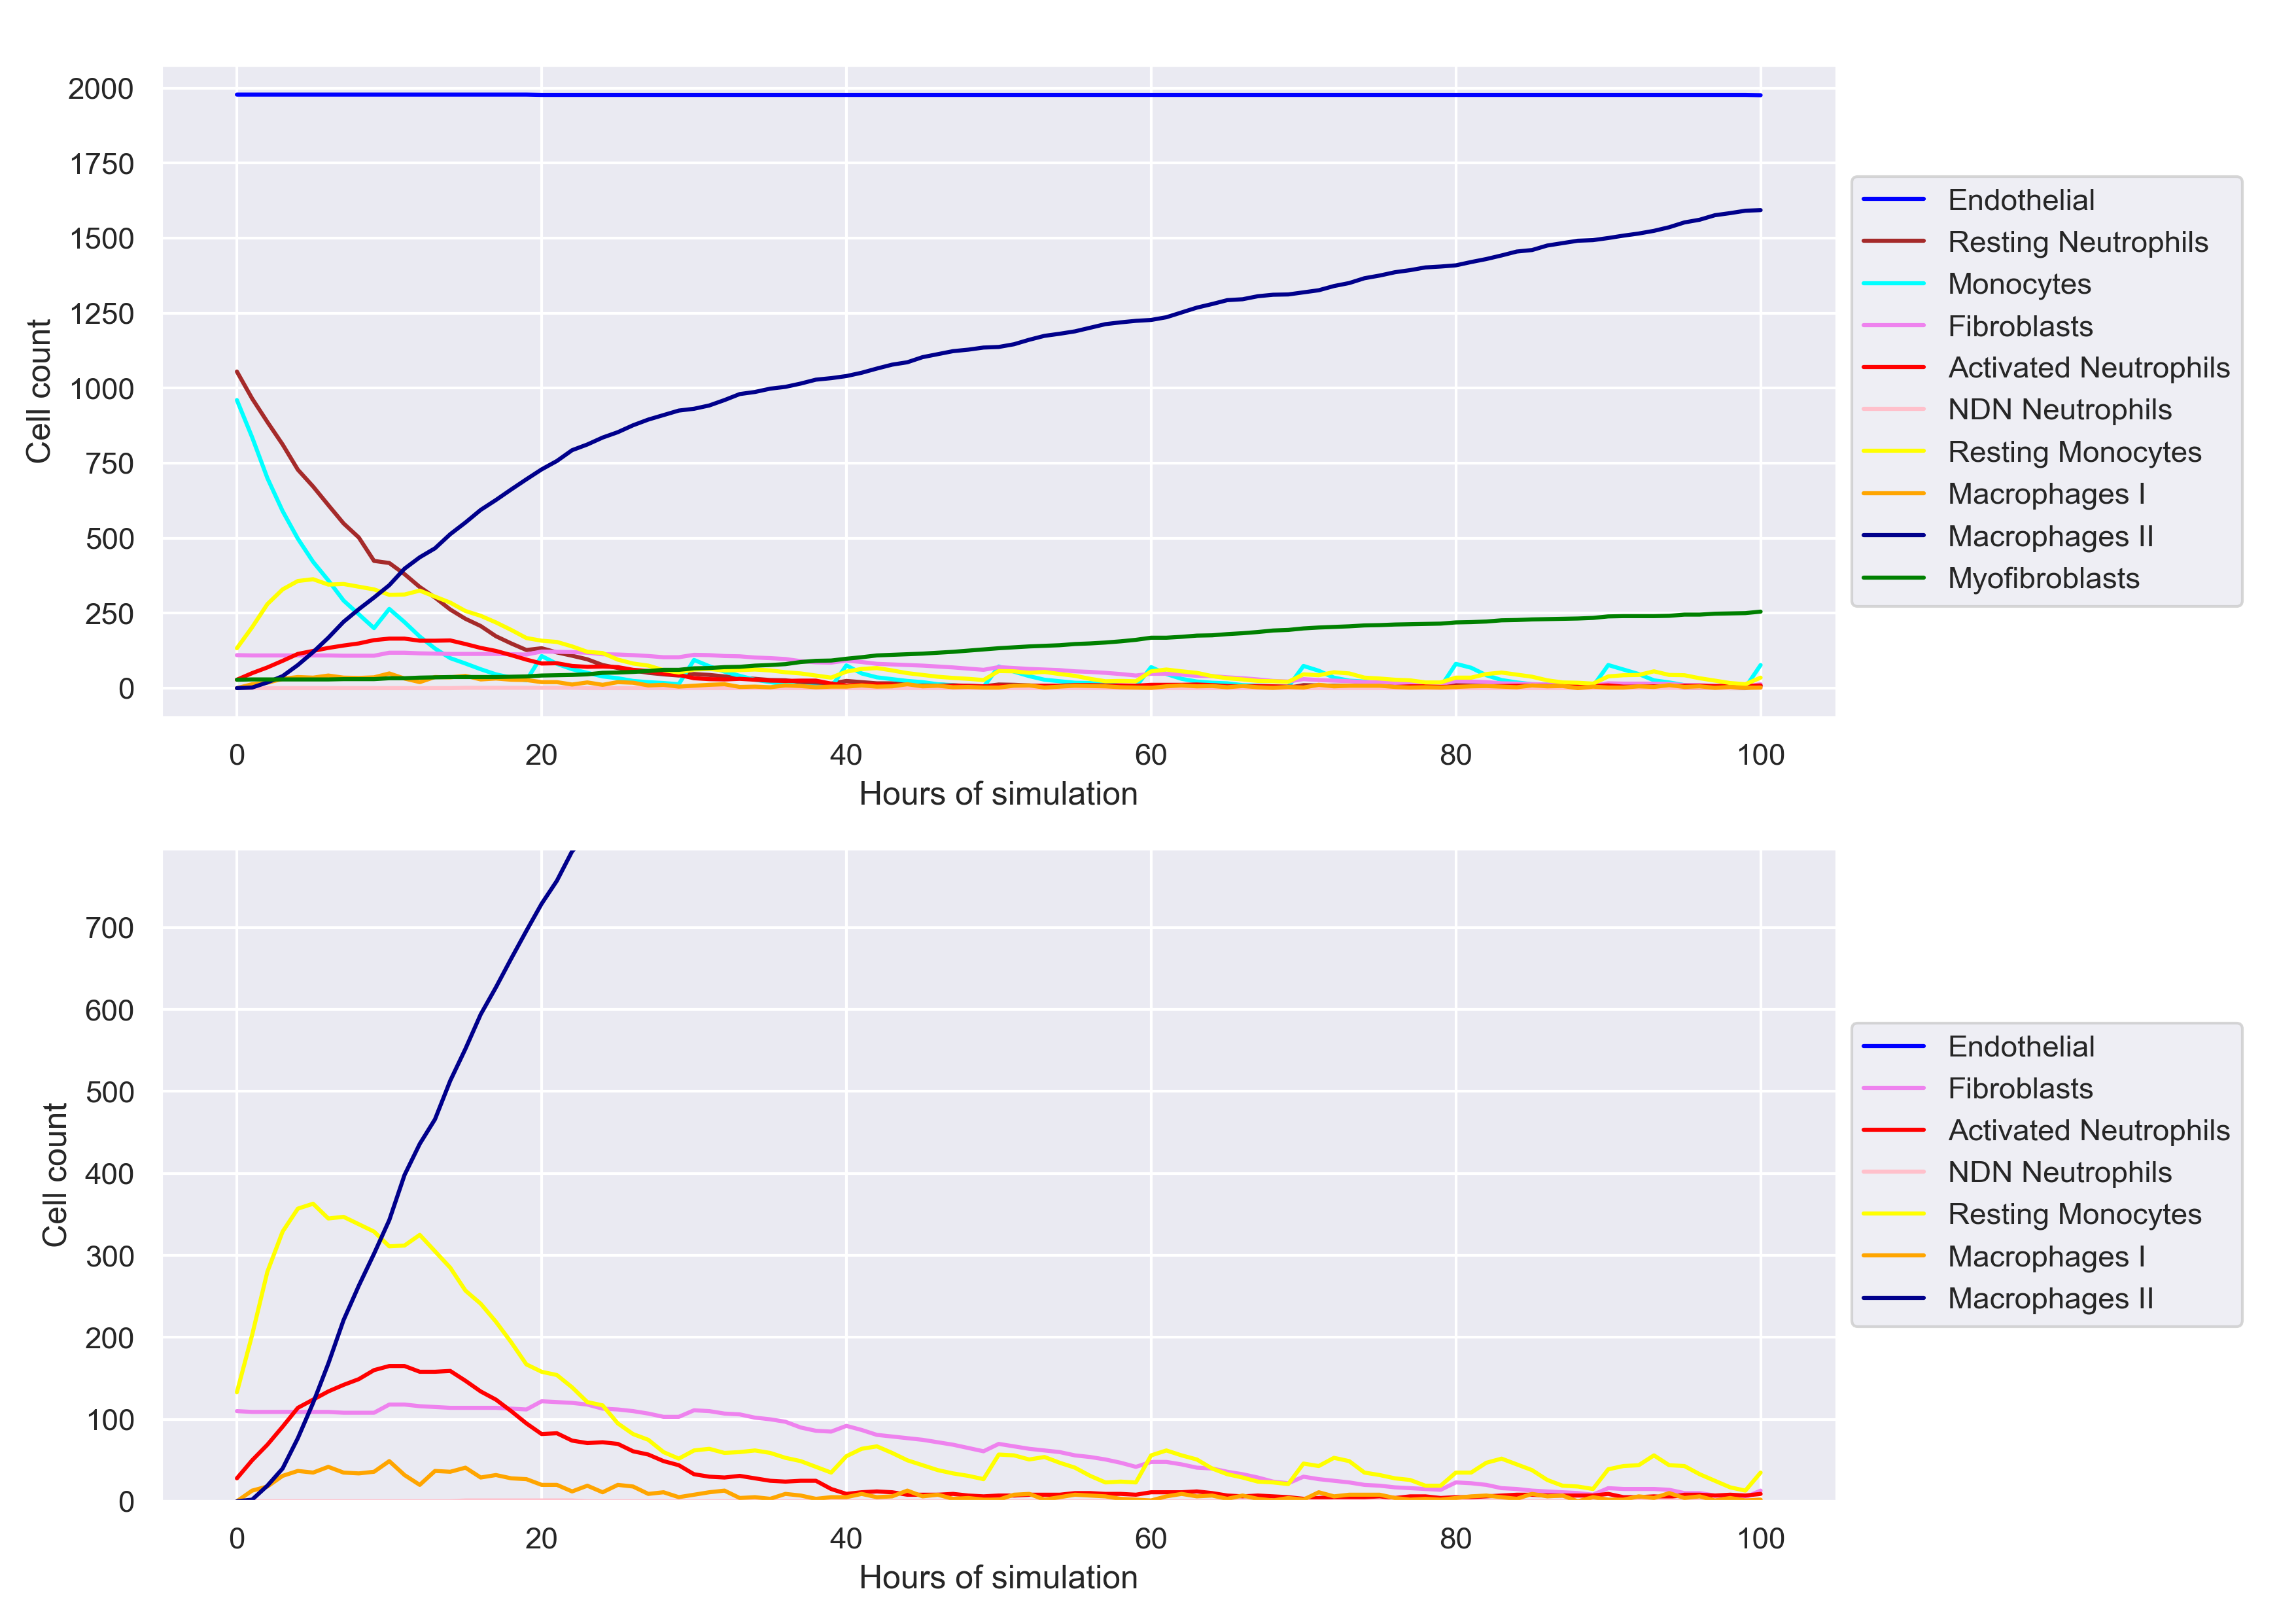 2000
1750
1500
1250
1000
750
500
250
0
Cell count
0 20 40 60 80 100
Hours of simulation
Endothelial
Resting Neutrophils
Monocytes
Fibroblasts
Activated Neutrophils
NDN Neutrophils
Resting Monocytes
Macrophages I
Macrophages II
Myofibroblasts
700
600
500
400
300
200
100
0
Cell count
0 20 40 60 80 100
Hours of simulation
Endothelial
Fibroblasts
Activated Neutrophils
NDN Neutrophils
Resting Monocytes
Macrophages I
Macrophages II